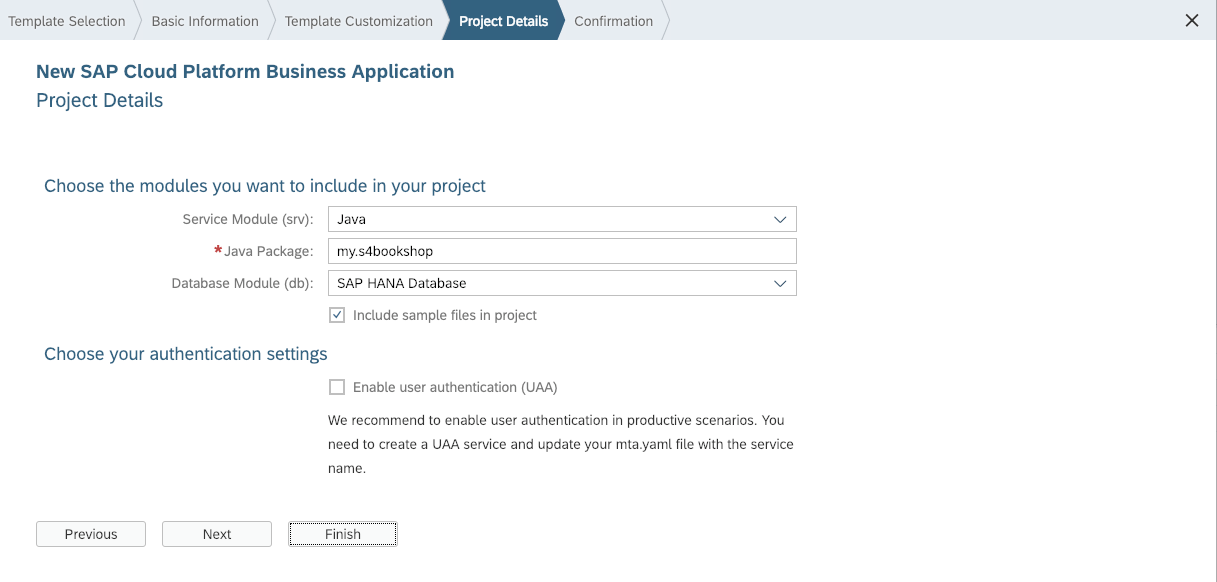 Template Selection
Basic Information
Template Customization
Project Details
Confirmation
New SAP Cloud Platform Business Application
Project Details
Choose the modules you want to include in your project
Service Module (srv): Java
*Java Package: my.s4bookshop
Database Module (db): SAP HANA Database
Include sample files in project
Choose your authentication settings
Enable user authentication (UAA)
We recommend to enable user authentication in productive scenarios. You
need to create a UAA service and update your mta.yaml file with the service
name.
Previous
Next
Finish